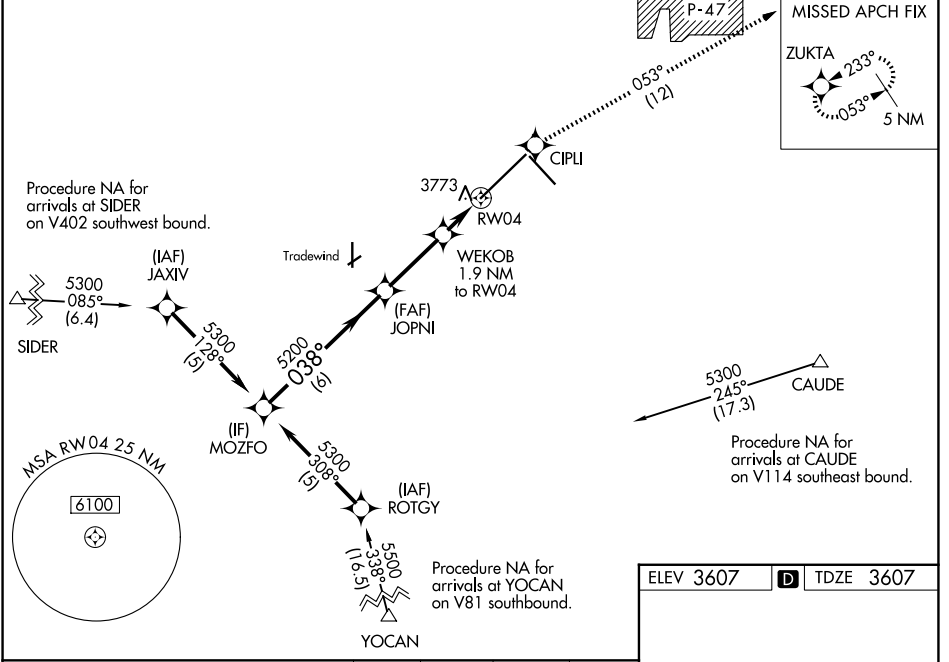 P-47
MISSED APCH FIX
ZUKTA
233°
053°
5 NM
053°
(12)
CIPLI
3773
RW04
Procedure NA for
arrivals at SIDER
on V402 southwest bound.
Tradewind
WEKOB
1.9 NM
to RW04
(IAF)
JAXIV
5300
085°
(6.4)
SIDER
(FAF)
JOPNI
5300
128°
(5)
5200
038°
(6)
5300
245°
(17.3)
CAUDE
(IF)
MOZFO
Procedure NA for
arrivals at CAUDE
on V114 southeast bound.
MSA RW04 25 NM
6100
5300
308°
(5)
(IAF)
ROTGY
5500
338°
(16.5)
Procedure NA for
arrivals at YOCAN
on V81 southbound.
YOCAN
ELEV 3607
D
TDZE 3607